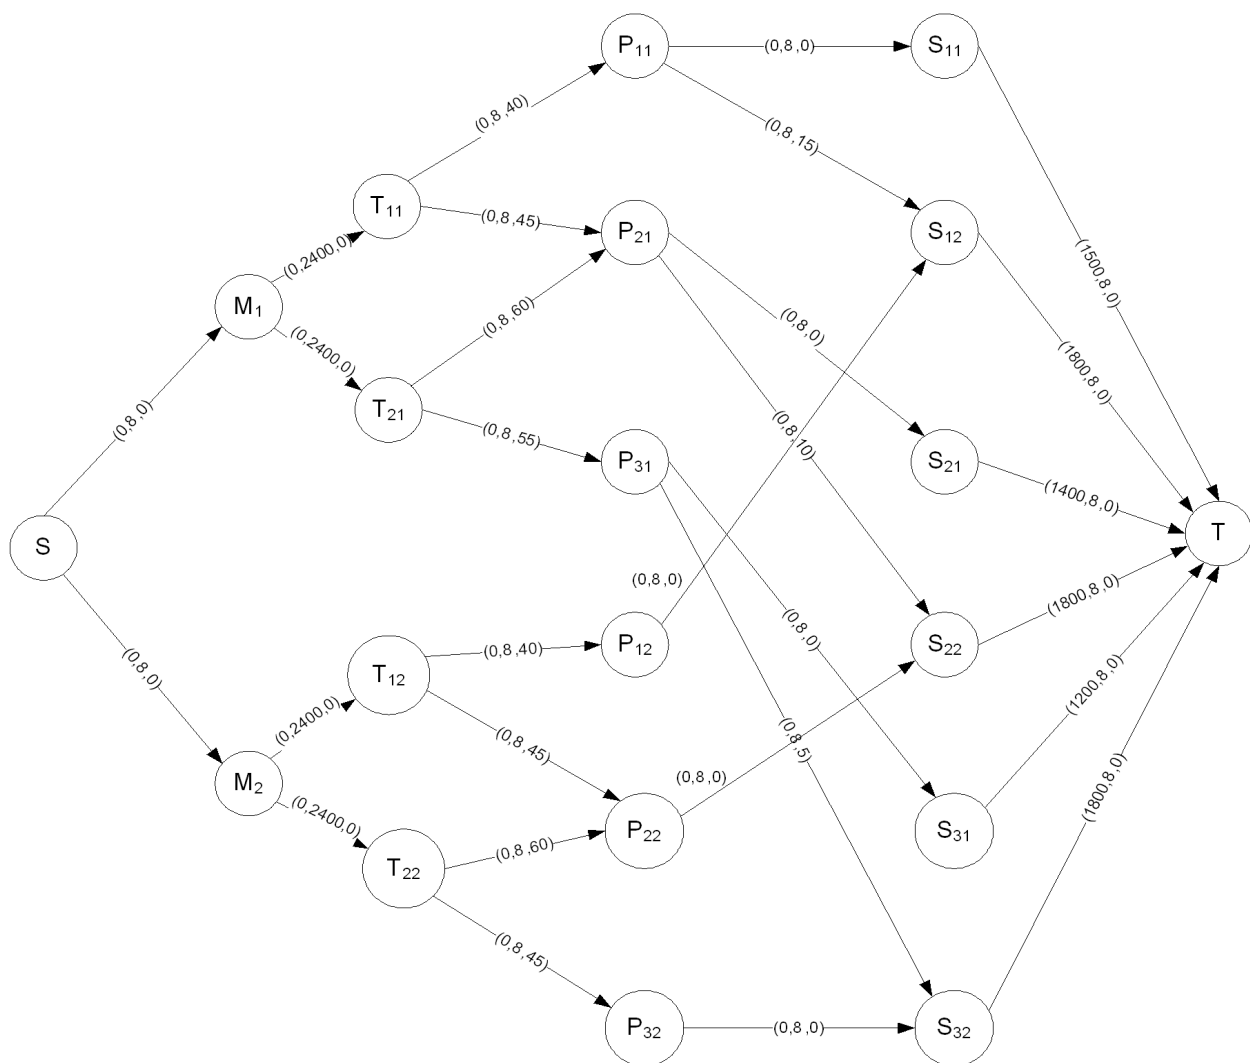 P11
(0,8,0)
S11
(0,8,40)
(0,8,15)
T11
(0,8,45)
P21
S12
(0,2400,0)
(1500,8,0)
M1
(0,8,60)
(0,8,0)
(0,2400,0)
(1800,8,0)
T21
(0,8,0)
(0,8,55)
(0,8,10)
P31
S21
(1400,8,0)
S
T
(0,8,0)
(1800,8,0)
(0,8,0)
(0,8,0)
P12
S22
(0,8,40)
T12
(0,8,0)
(1200,8,0)
(0,2400,0)
(0,8,45)
(0,8,5)
M2
(0,8,0)
(1800,8,0)
(0,2400,0)
P22
S31
(0,8,60)
T22
(0,8,45)
P32
(0,8,0)
S32